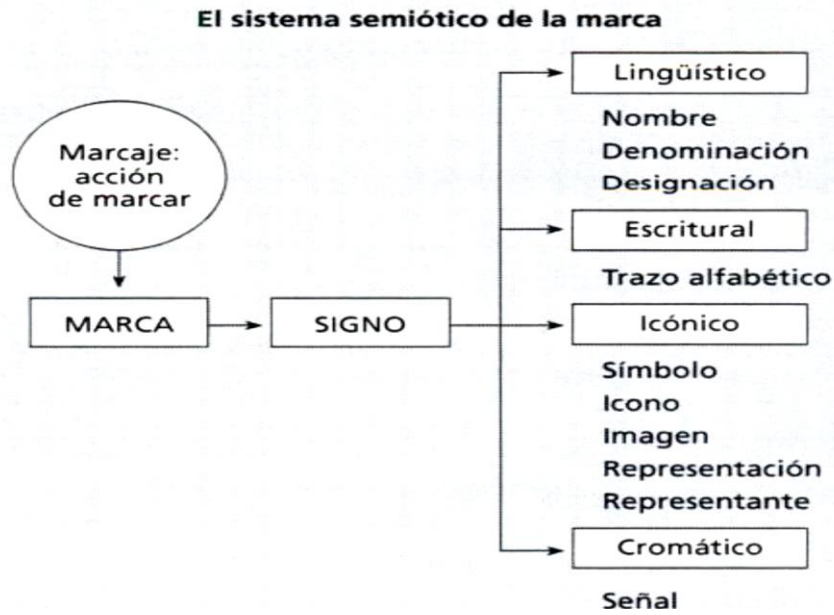 El sistema semiótico de la marca
Marcaje:
acción
de marcar
MARCA
SIGNO
Lingüístico
Nombre
Denominación
Designación
Escritural
Trazo alfabético
Icónico
Símbolo
Icono
Imagen
Representación
Representante
Cromático
Señal